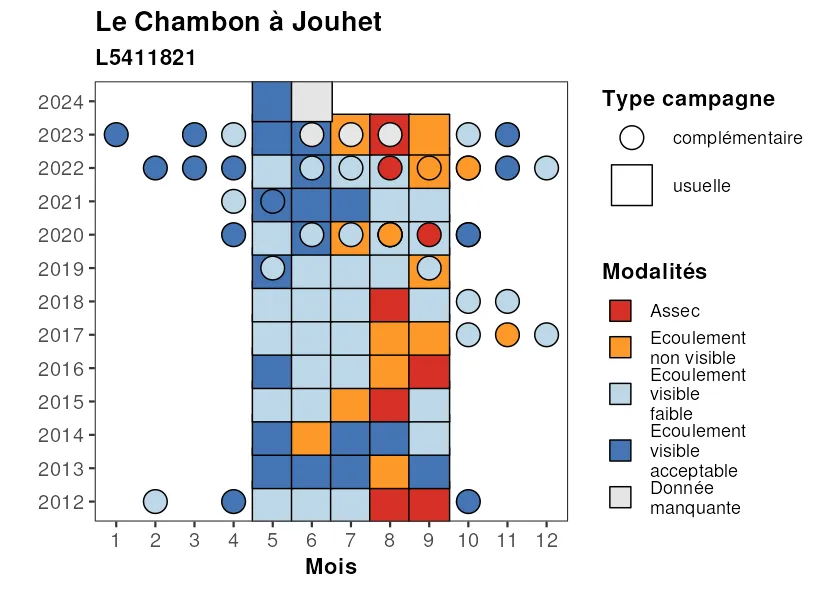 Le Chambon à Jouhet
L5411821
2024
2023
2022
2021
2020
2019
2018
2017
2016
2015
2014
2013
2012
1 2 3 4 5 6 7 8 9 10 11 12
Mois
Type campagne
complémentaire
usuelle
Modalités
Assec
Ecoulement
non visible
Ecoulement
visible
faible
Ecoulement
visible
acceptable
Donnée
manquante